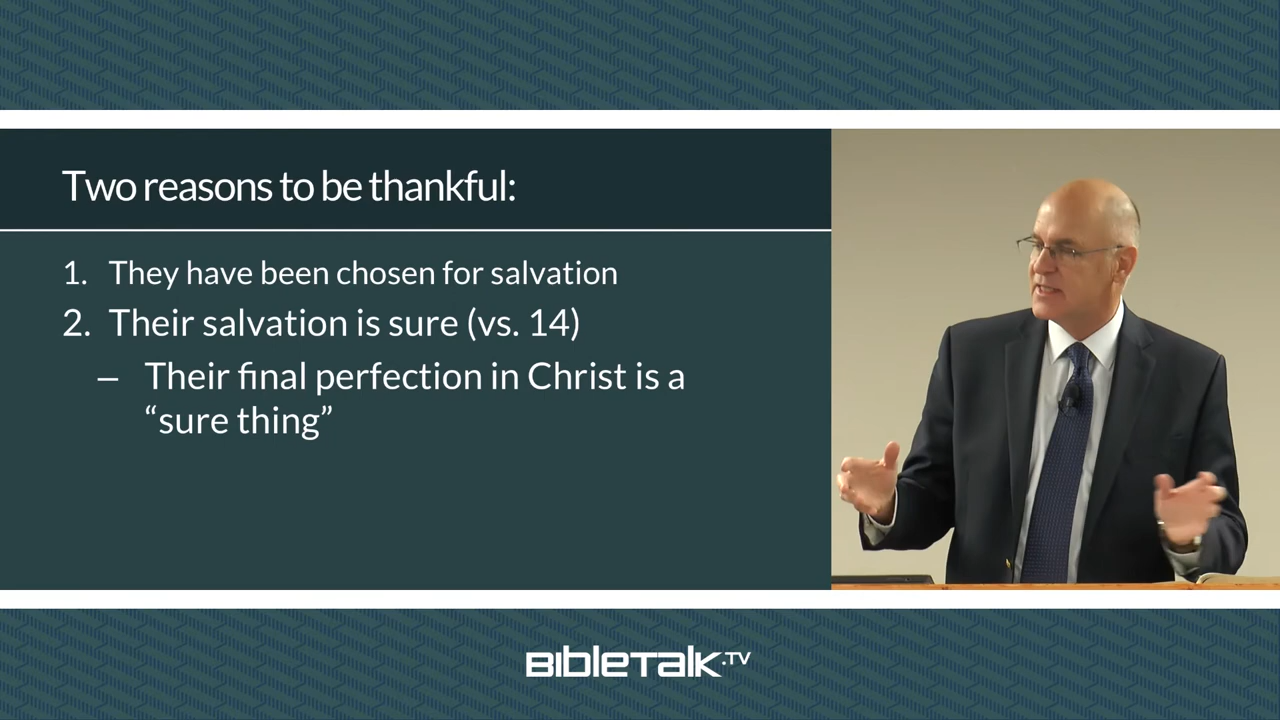 Two reasons to be thankful:
1. They have been chosen for salvation
2. Their salvation is sure (vs. 14)
– Their final perfection in Christ is a
“sure thing”
BibleTalk.TV